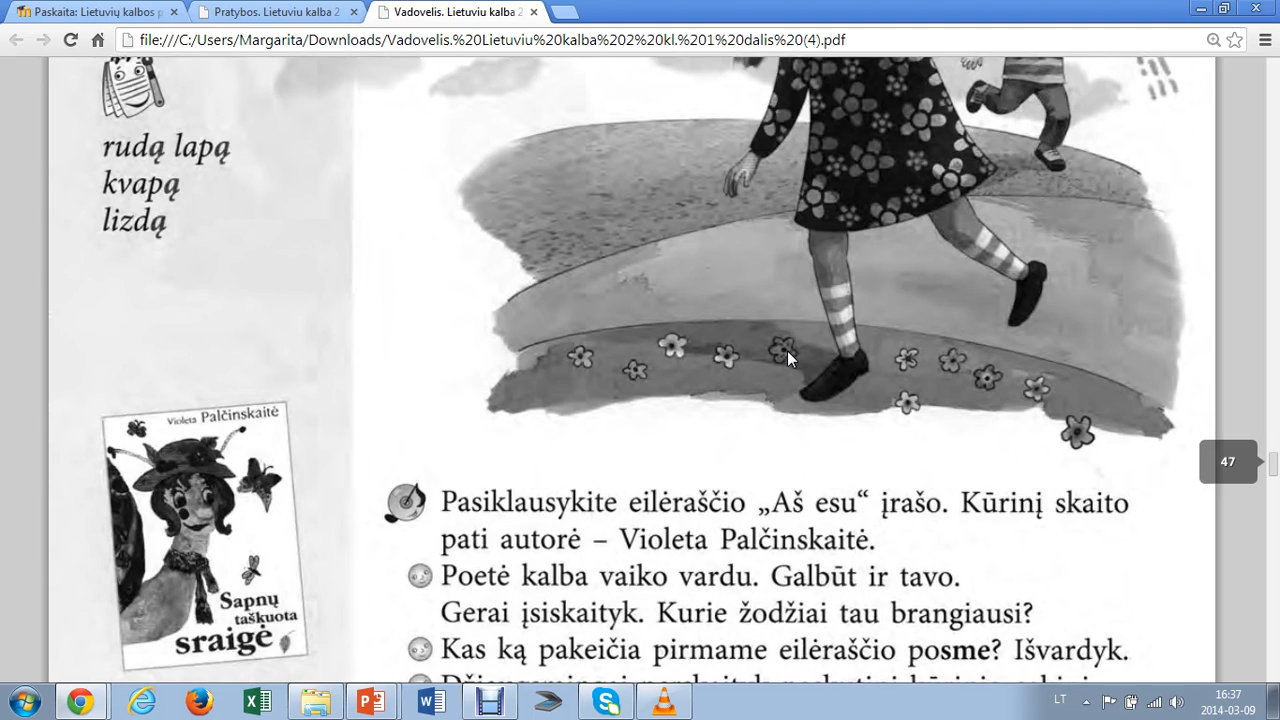 Paskaita: Lietuvių kalbos p
Pratybos. Lietuviu kalba 2
Vadovelis. Lietuviu kalba 2
file:///C:/Users/Margarita/Downloads/Vadovelis.%20Lietuviu%20kalba%202%20kl.%201%20dalis%20(4).pdf
rudą lapą
kvapą
lizdą
Violeta Palčinskaitė
Sapnų
taškuota
sraigė
47
Pasiklausykite eilėraščio „Aš esu“ įrašo. Kūrinį skaito
pati autorė – Violeta Palčinskaitė.
Poetė kalba vaiko vardu. Galbūt ir tavo.
Gerai įsiskaityk. Kurie žodžiai tau brangiausi?
Kas ką pakeičia pirmame eilėraščio posme? Išvardyk.
LT
16:37
2014-03-09